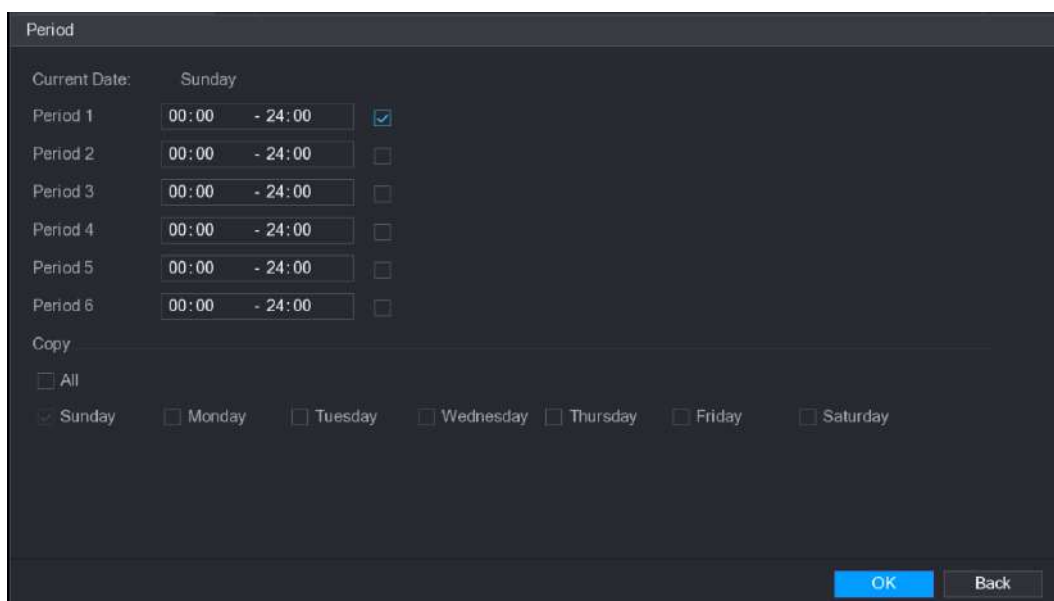 Period
Current Date: Sunday
Period 1 00:00 - 24:00
Period 2 00:00 - 24:00
Period 3 00:00 - 24:00
Period 4 00:00 - 24:00
Period 5 00:00 - 24:00
Period 6 00:00 - 24:00
Copy
All
Sunday Monday Tuesday Wednesday Thursday Friday Saturday
OK Back